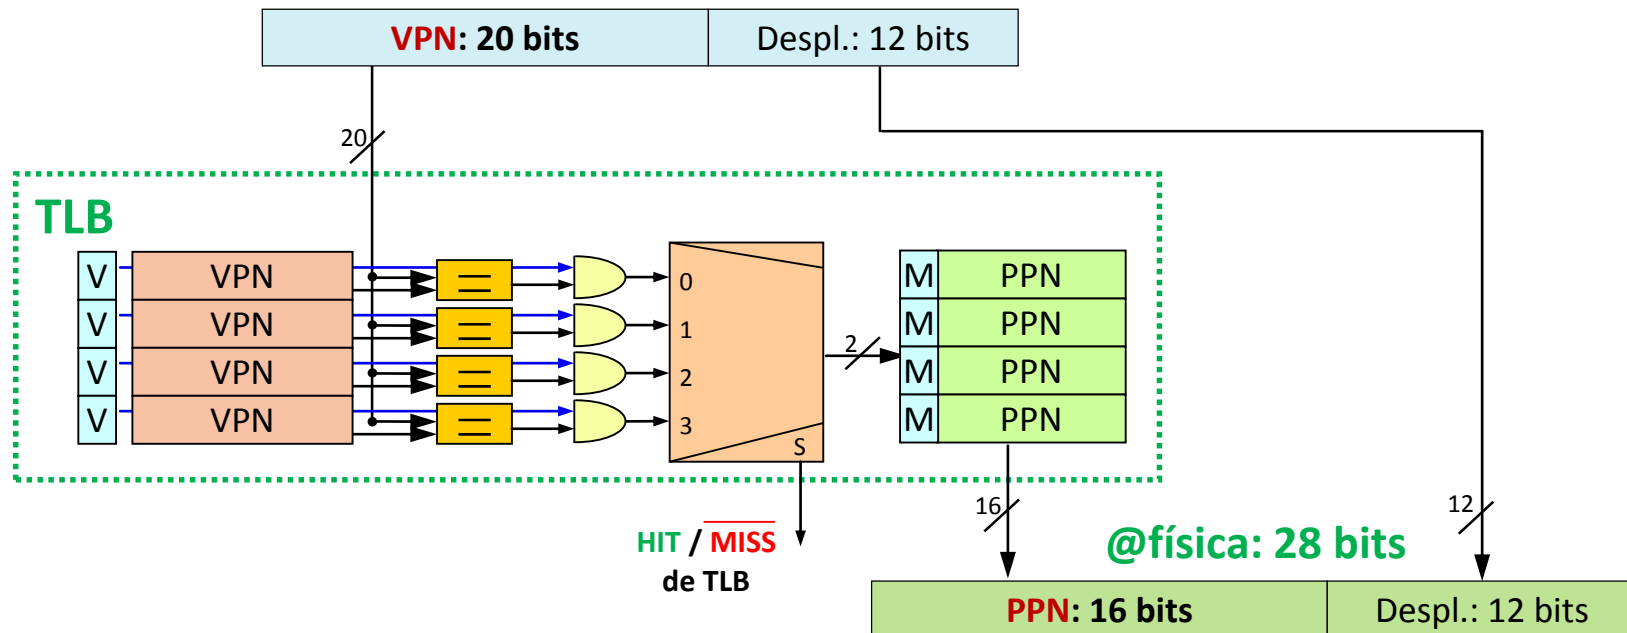 VPN: 20 bits Despl.: 12 bits
20
TLB
V VPN = 0 M PPN
V VPN = 1 M PPN
2
V VPN = 2 M PPN
V VPN = 3 M PPN
S
16 12
HIT / MISS
de TLB
@física: 28 bits
PPN: 16 bits Despl.: 12 bits